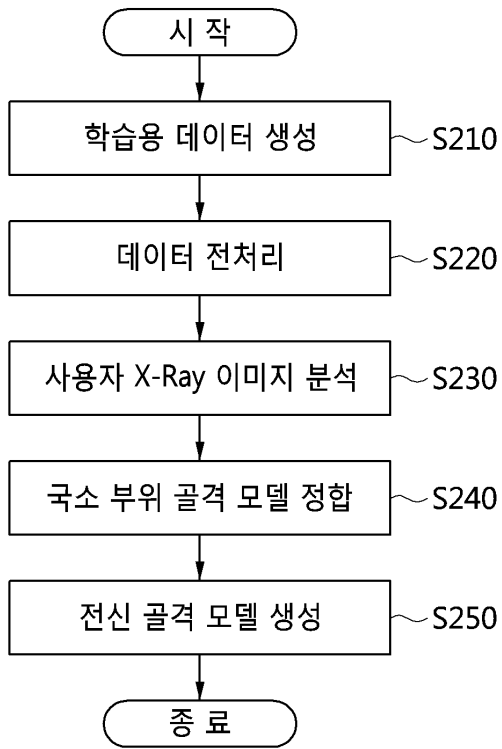 시 작
학습용 데이터 생성
S210
데이터 전처리
S220
사용자 X-Ray 이미지 분석
S230
국소 부위 골격 모델 정합
S240
전신 골격 모델 생성
S250
종 료